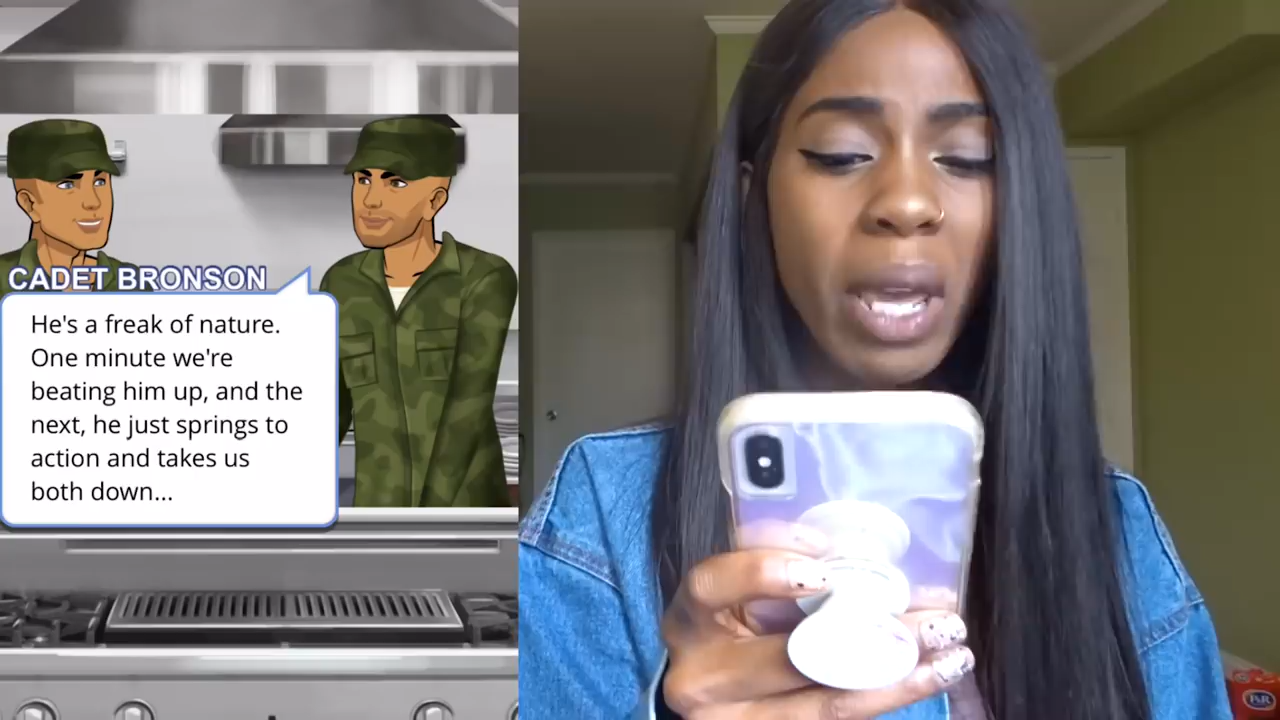 CADET BRONSON
He's a freak of nature.
One minute we're
beating him up, and the
next, he just springs to
action and takes us
both down...